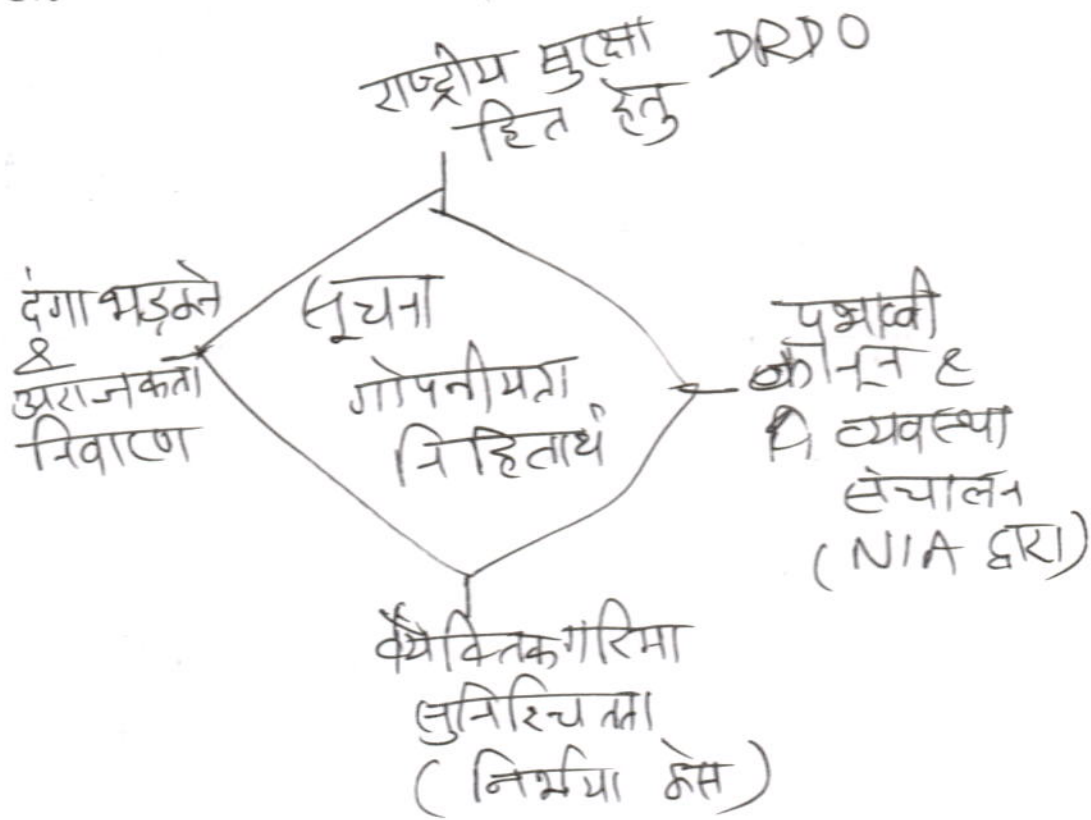 राष्ट्रीय सुरक्षा DRDO
हित हेतु
दंगा भड़कने
&
अराजकता
निवारण
सूचना
गोपनीयता
निहितार्थ
प्रभावी
कानून &
व्यवस्था
संचालन
(NIA द्वारा)
वैयक्तिक गरिमा
सुनिश्चितता
(निर्भया केस)